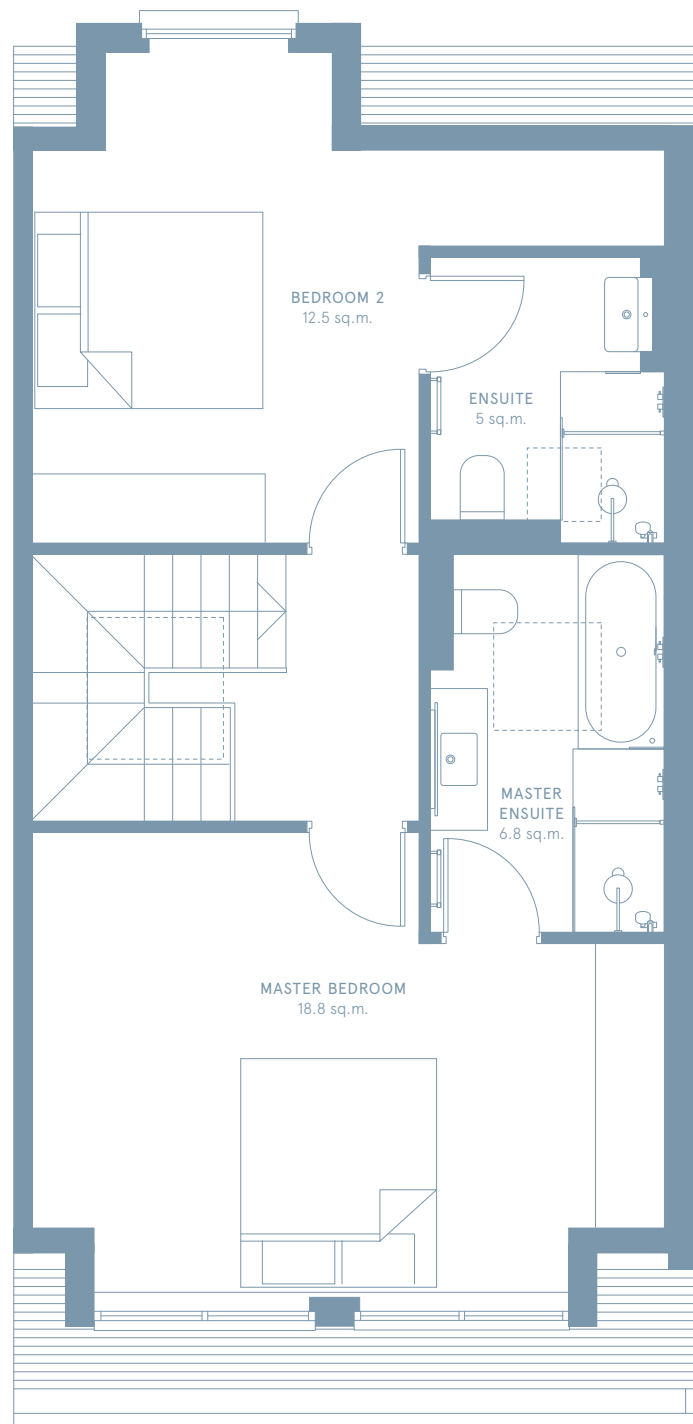 BEDROOM 2
12.5 sq.m.
ENSUITE
5 sq.m.
MASTER
ENSUITE
6.8 sq.m.
MASTER BEDROOM
18.8 sq.m.